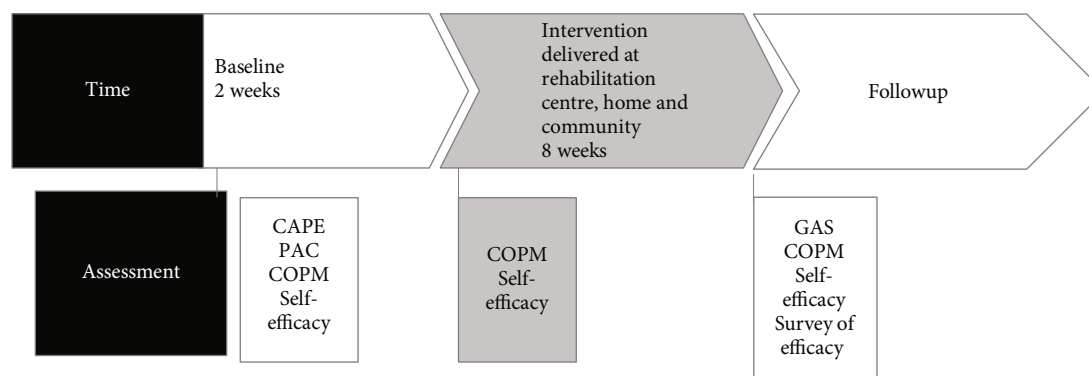 Time
Baseline
2 weeks
Intervention
delivered at
rehabilitation
centre, home and
community
8 weeks
Followup
Assessment
CAPE
PAC
COPM
Self-
efficacy
COPM
Self-
efficacy
GAS
COPM
Self-
efficacy
Survey of
efficacy